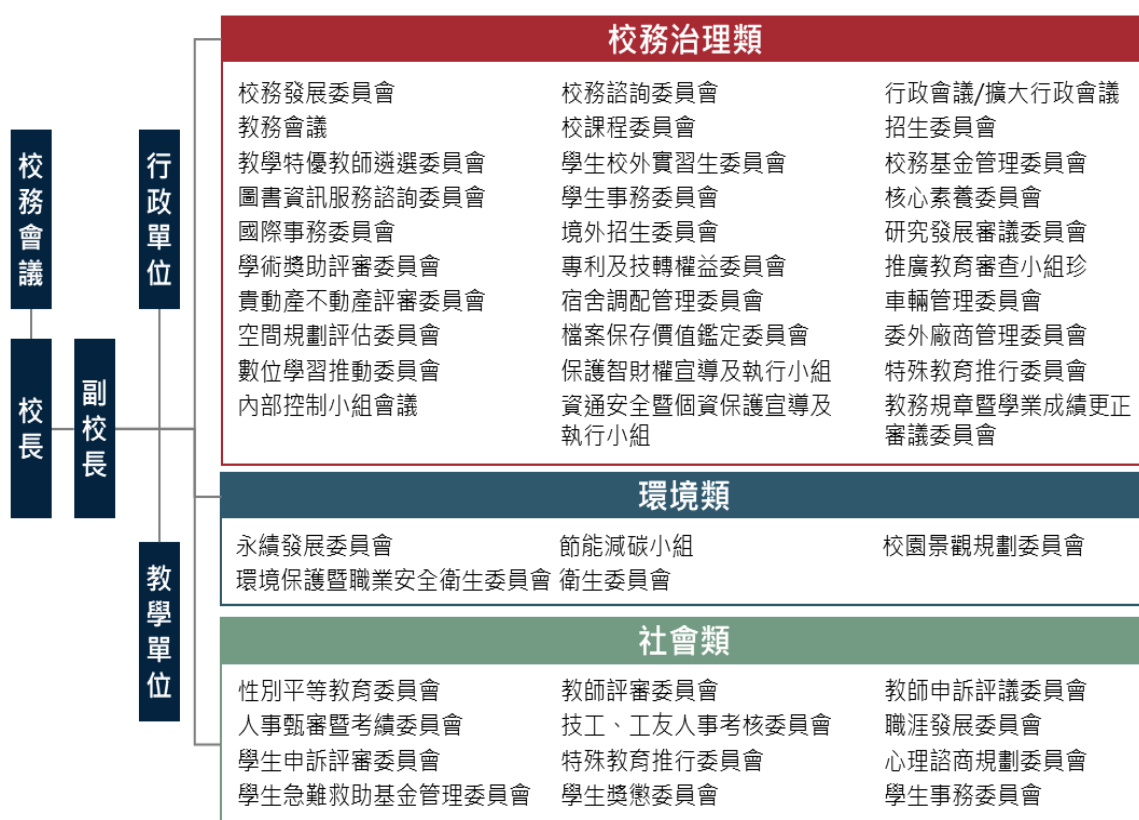 校務會議
校長
副校長
行政單位
教學單位
校務治理類
校務發展委員會 校務諮詢委員會 行政會議/擴大行政會議
教務會議 校課程委員會 招生委員會
教學特優教師遴選委員會 學生校外實習生委員會 校務基金管理委員會
圖書資訊服務諮詢委員會 學生事務委員會 核心素養委員會
國際事務委員會 境外招生委員會 研究發展審議委員會
學術獎助評審委員會 專利及技轉權益委員會 推廣教育審查小組珍
貴動產不動產評審委員會 宿舍調配管理委員會 車輛管理委員會
空間規劃評估委員會 檔案保存價值鑑定委員會 委外廠商管理委員會
數位學習推動委員會 保護智財權宣導及執行小組 特殊教育推行委員會
內部控制小組會議 資通安全暨個資保護宣導及 教務規章暨學業成績更正
執行小組 審議委員會
環境類
永續發展委員會 節能減碳小組 校園景觀規劃委員會
環境保護暨職業安全衛生委員會 衛生委員會
社會類
性別平等教育委員會 教師評審委員會 教師申訴評議委員會
人事甄審暨考績委員會 技工、工友人事考核委員會 職涯發展委員會
學生申訴評審委員會 特殊教育推行委員會 心理諮商規劃委員會
學生急難救助基金管理委員會 學生獎懲委員會 學生事務委員會